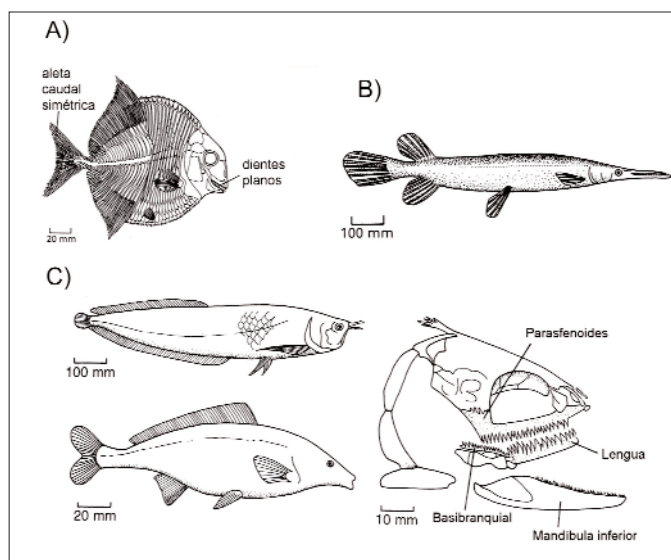 A)
aleta
caudal
simétrica
dientes
planos
20 mm
B)
100 mm
C)
100 mm
20 mm
Parasfenoides
Lengua
Basibranquial
10 mm
Mandibula inferior